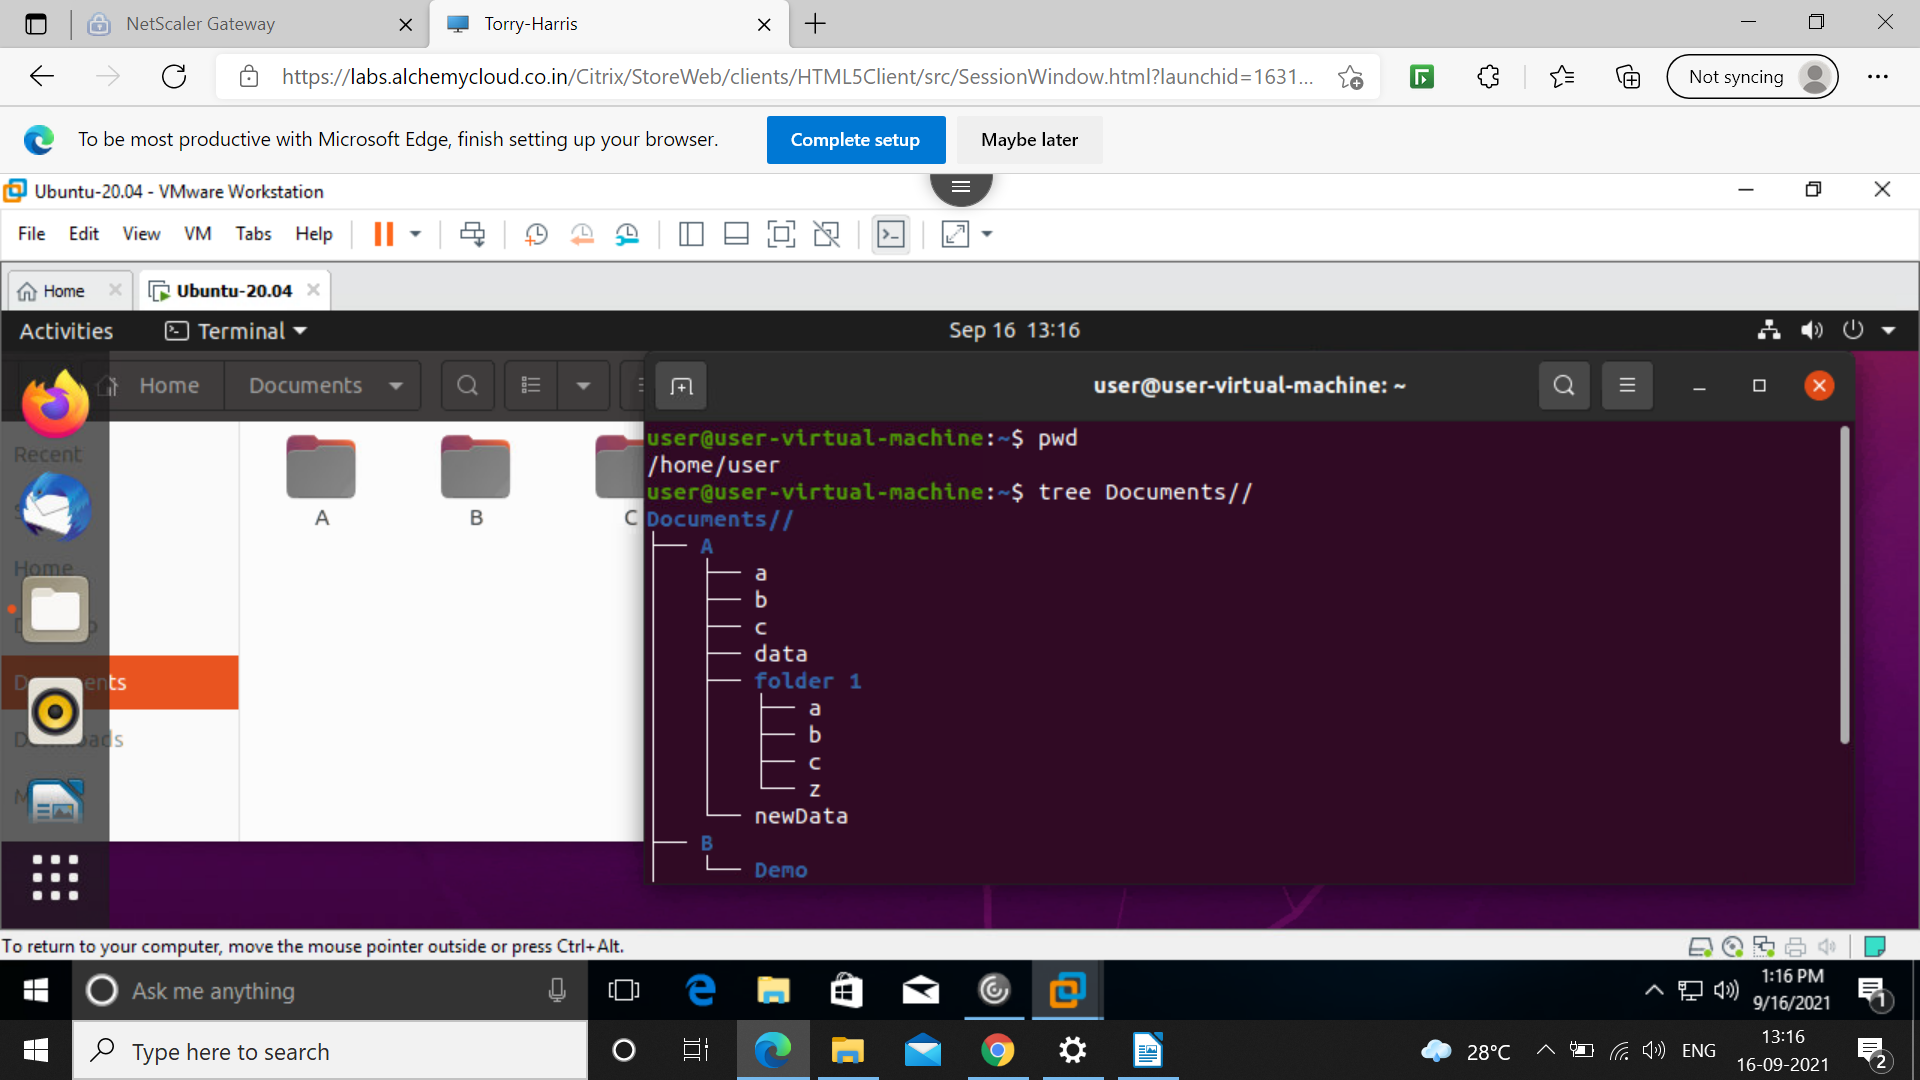 NetScaler Gateway
Torry-Harris
https://labs.alchemycloud.co.in/Citrix/StoreWeb/clients/HTML5Client/src/SessionWindow.html?launchid=1631...
Not syncing
To be most productive with Microsoft Edge, finish setting up your browser.
Complete setup
Maybe later
Ubuntu-20.04 - VMware Workstation
File Edit View VM Tabs Help
Home
Ubuntu-20.04
Activities
Terminal
Sep 16 13:16
Home
Documents
user@user-virtual-machine: ~
Recent
Home
A
B
C
user@user-virtual-machine:~$ pwd
/home/user
user@user-virtual-machine:~$ tree Documents//
Documents//
├── A
│   ├── a
│   ├── b
│   ├── c
│   ├── data
│   ├── folder 1
│   │   ├── a
│   │   ├── b
│   │   ├── c
│   │   └── z
│   └── newData
├── B
│   └── Demo
To return to your computer, move the mouse pointer outside or press Ctrl+Alt.
Ask me anything
1:16 PM
9/16/2021
1
Type here to search
28°C
ENG
13:16
16-09-2021
2